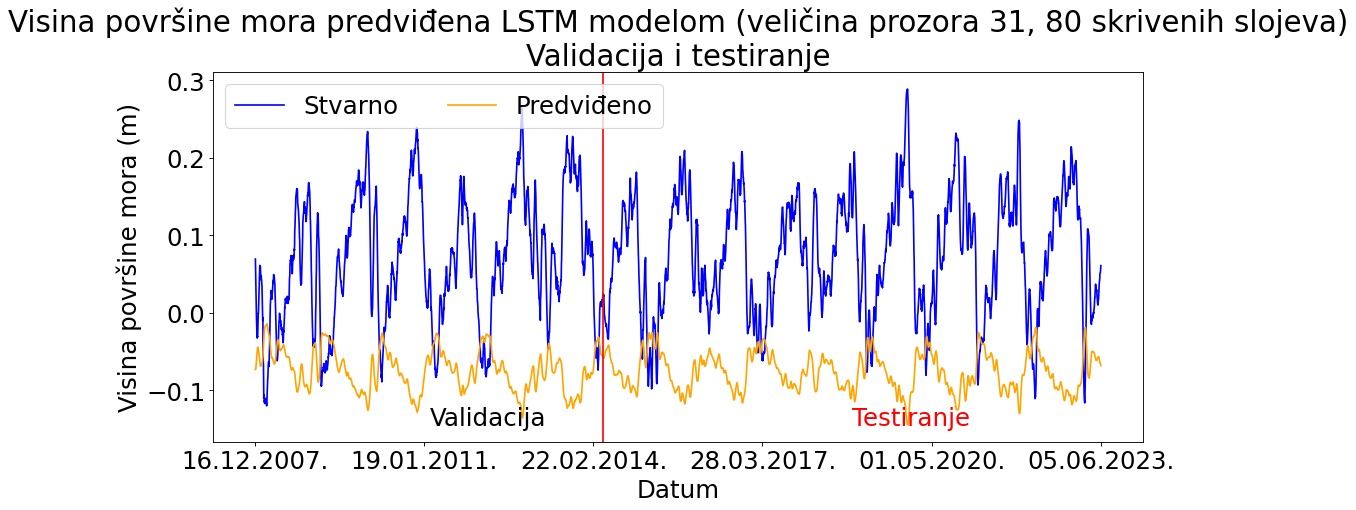 Visina površine mora predviđena LSTM modelom (veličina prozora 31, 80 skrivenih slojeva)
Validacija i testiranje
Stvarno
Predviđeno
Visina površine mora (m)
0.3
0.2
0.1
0.0
−0.1
Validacija
Testiranje
16.12.2007.
19.01.2011.
22.02.2014.
28.03.2017.
01.05.2020.
05.06.2023.
Datum